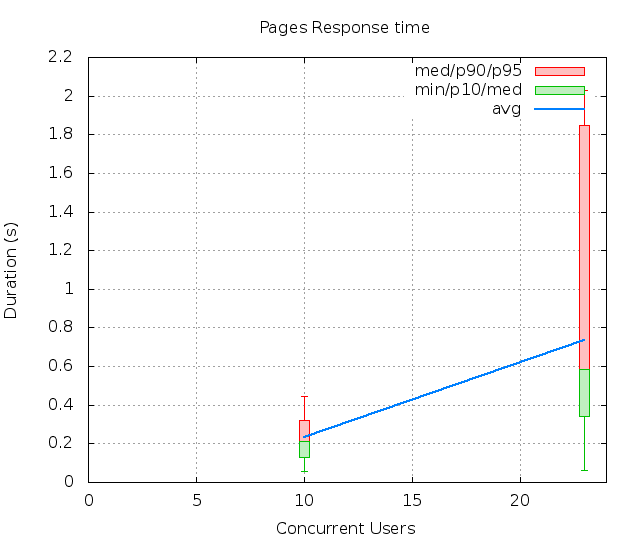 Pages Response time
med/p90/p95
min/p10/med
avg
2.2
2
1.8
1.6
1.4
1.2
1
0.8
0.6
0.4
0.2
0
Duration (s)
0 5 10 15 20
Concurrent Users